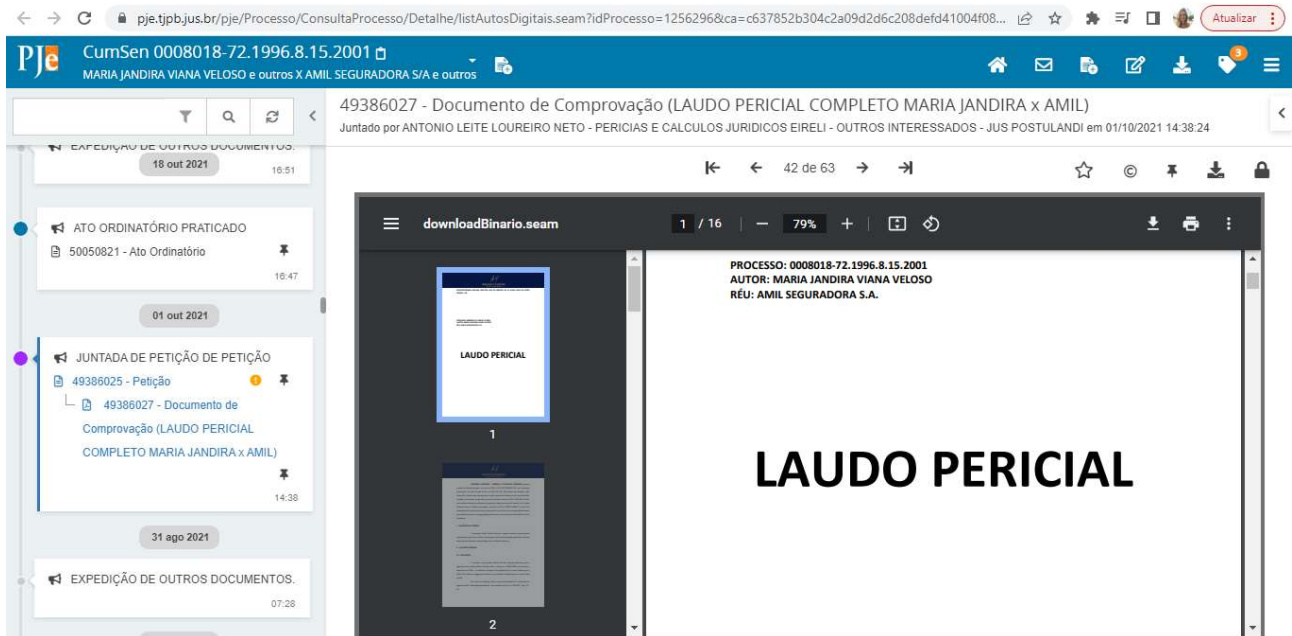 pje.tjpb.jus.br/pje/Processo/ConsultaProcesso/Detalhe/listAutosDigitais.seam?idProcesso=1256296&ca=c637852b304c2a09d2d6c208defd41004f08...
Atualizar
PJe
CumSen 0008018-72.1996.8.15.2001
MARIA JANDIRA VIANA VELOSO e outros X AMIL SEGURADORA S/A e outros
3
49386027 - Documento de Comprovação (LAUDO PERICIAL COMPLETO MARIA JANDIRA x AMIL)
Juntado por ANTONIO LEITE LOUREIRO NETO - PERICIAS E CALCULOS JURIDICOS EIRELI - OUTROS INTERESSADOS - JUS POSTULANDI em 01/10/2021 14:38:24
EXPEDIÇÃO DE OUTROS DOCUMENTOS.
18 out 2021
16:51
ATO ORDINATÓRIO PRATICADO
50050821 - Ato Ordinatório
16:47
01 out 2021
JUNTADA DE PETIÇÃO DE PETIÇÃO
49386025 - Petição
49386027 - Documento de
Comprovação (LAUDO PERICIAL
COMPLETO MARIA JANDIRA x AMIL)
14:38
31 ago 2021
EXPEDIÇÃO DE OUTROS DOCUMENTOS.
07:28
42 de 63
downloadBinario.seam
1 / 16
79%
LAUDO PERICIAL
1
2
PROCESSO: 0008018-72.1996.8.15.2001
AUTOR: MARIA JANDIRA VIANA VELOSO
RÉU: AMIL SEGURADORA S.A.
LAUDO PERICIAL